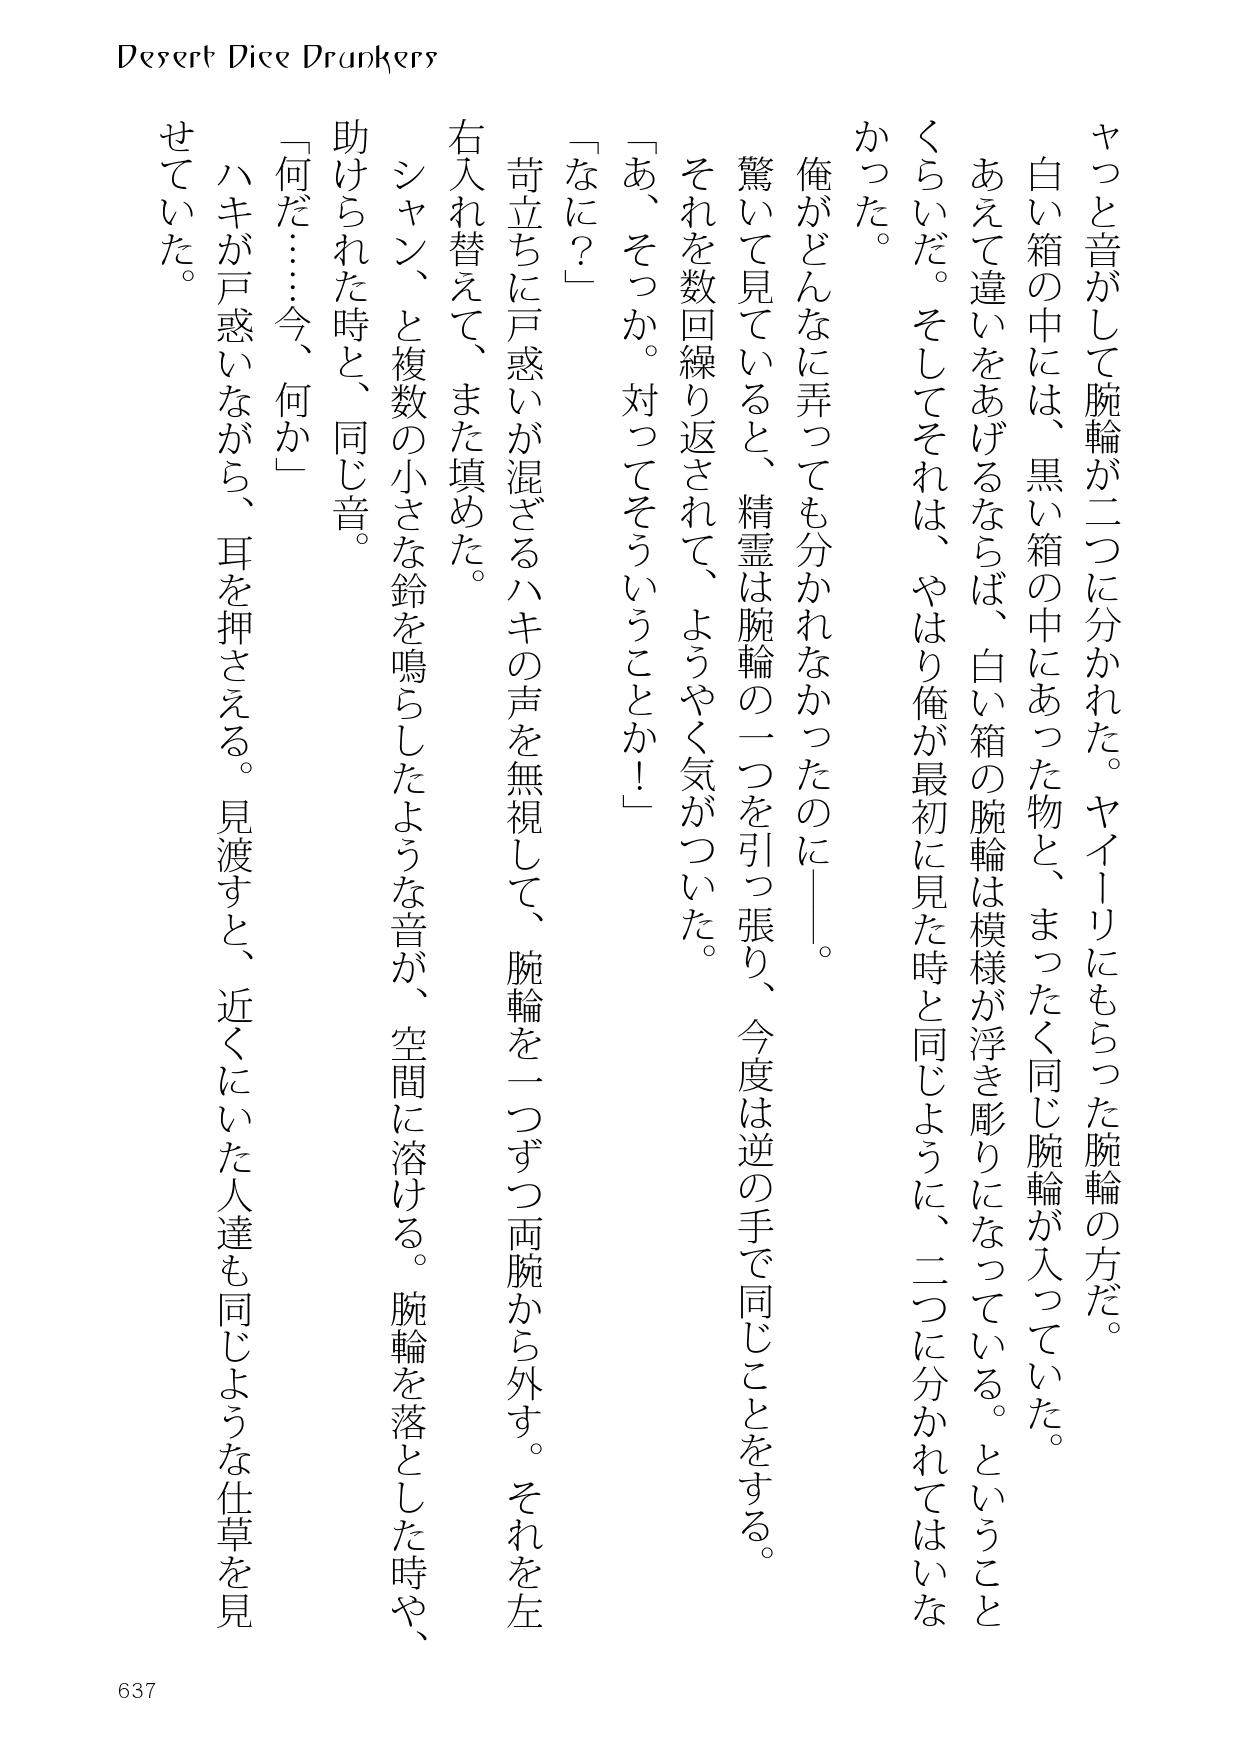 Desert Dice Drunkers
ヤっと音がして腕輪が二つに分かれた。ヤイーリにもらった腕輪の方だ。
白い箱の中には、黒い箱の中にあった物と、まったく同じ腕輪が入っていた。
あえて違いをあげるならば、白い箱の腕輪は模様が浮き彫りになっている。ということ
くらいだ。そしてそれは、やはり俺が最初に見た時と同じように、二つに分かれてはいな
かった。
俺がどんなに弄っても分かれなかったのに――。
驚いて見ていると、精霊は腕輪の一つを引っ張り、今度は逆の手で同じことをする。
それを数回繰り返されて、ようやく気がついた。
「あ、そっか。対ってそういうことか！」
「なに？」
苛立ちに戸惑いが混ざるハキの声を無視して、腕輪を一つずつ両腕から外す。それを左
右入れ替えて、また填めた。
シャン、と複数の小さな鈴を鳴らしたような音が、空間に溶ける。腕輪を落とした時や、
助けられた時と、同じ音。
「何だ……今、何か」
ハキが戸惑いながら、耳を押さえる。見渡すと、近くにいた人達も同じような仕草を見
せていた。
637